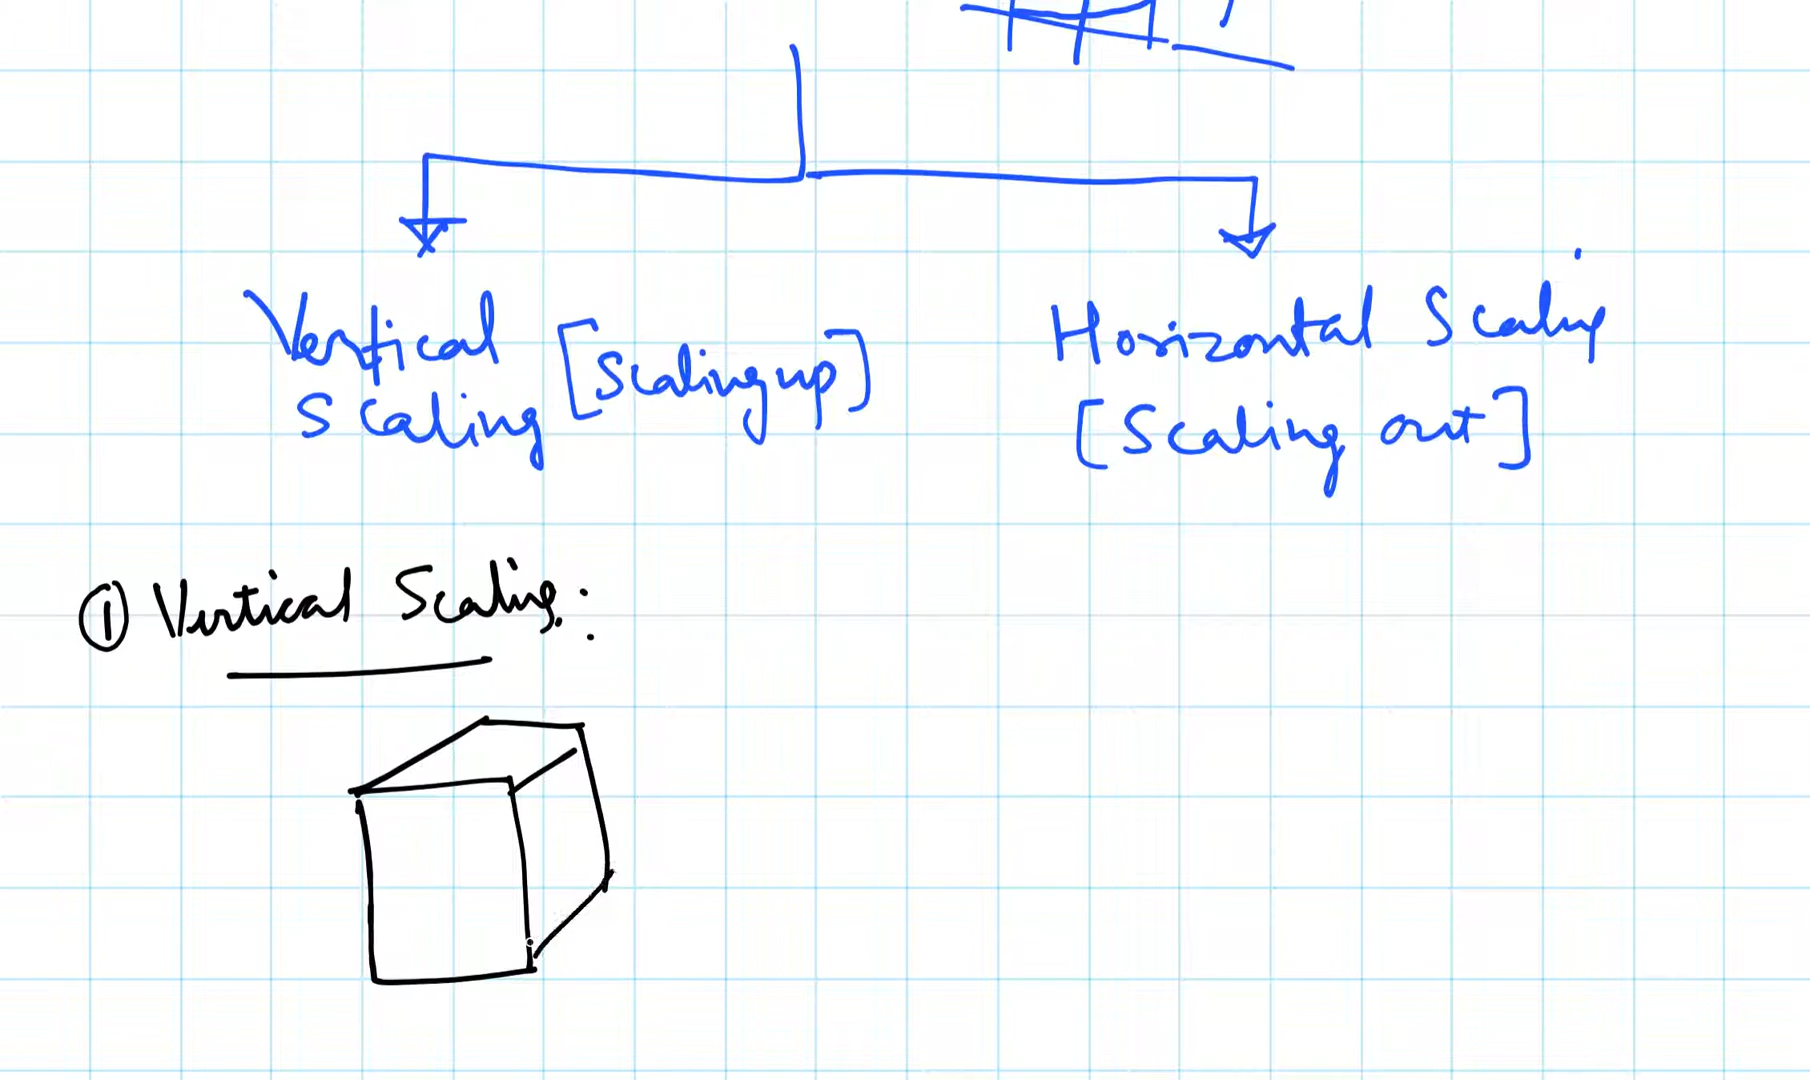 Vertical [Scaling up]
Scaling
Horizontal Scaling
[Scaling out]
① Vertical Scaling: